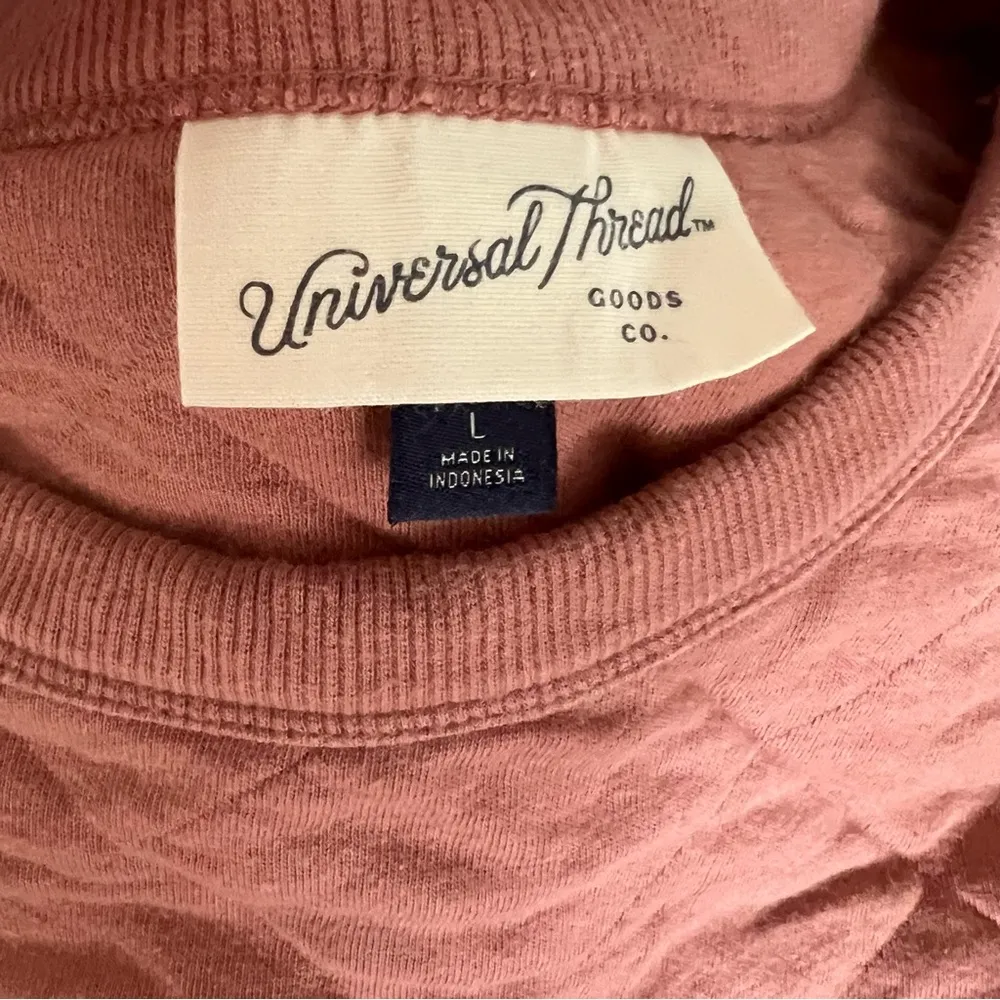 Universal Thread™
GOODS
CO.
L
MADE IN
INDONESIA